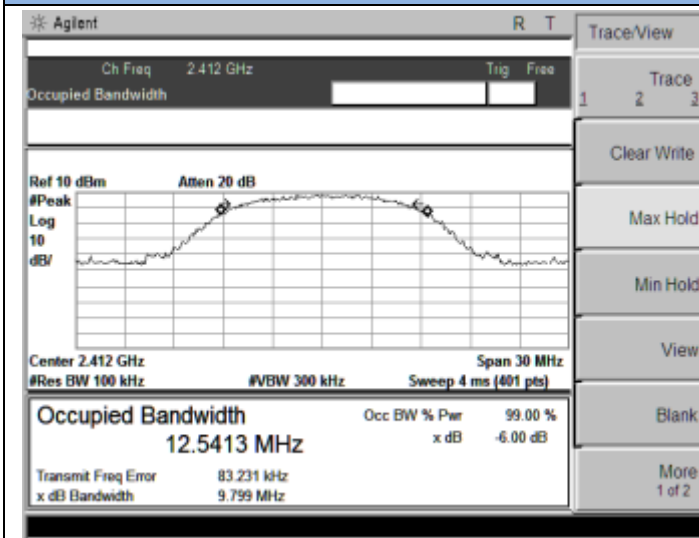 Agilent R T
Trace/View
Ch Freq 2.412 GHz Trig Free
Occupied Bandwidth
Trace
1 2 3
Clear Write
Ref 10 dBm Atten 20 dB
#Peak
Log
10
dB/
Max Hold
Min Hold
Center 2.412 GHz Span 30 MHz
#Res BW 100 kHz #VBW 300 kHz Sweep 4 ms (401 pts)
View
Occupied Bandwidth Occ BW % Pwr 99.00 %
12.5413 MHz x dB -6.00 dB
Blank
Transmit Freq Error 83.231 kHz
x dB Bandwidth 9.799 MHz
More
1 of 2